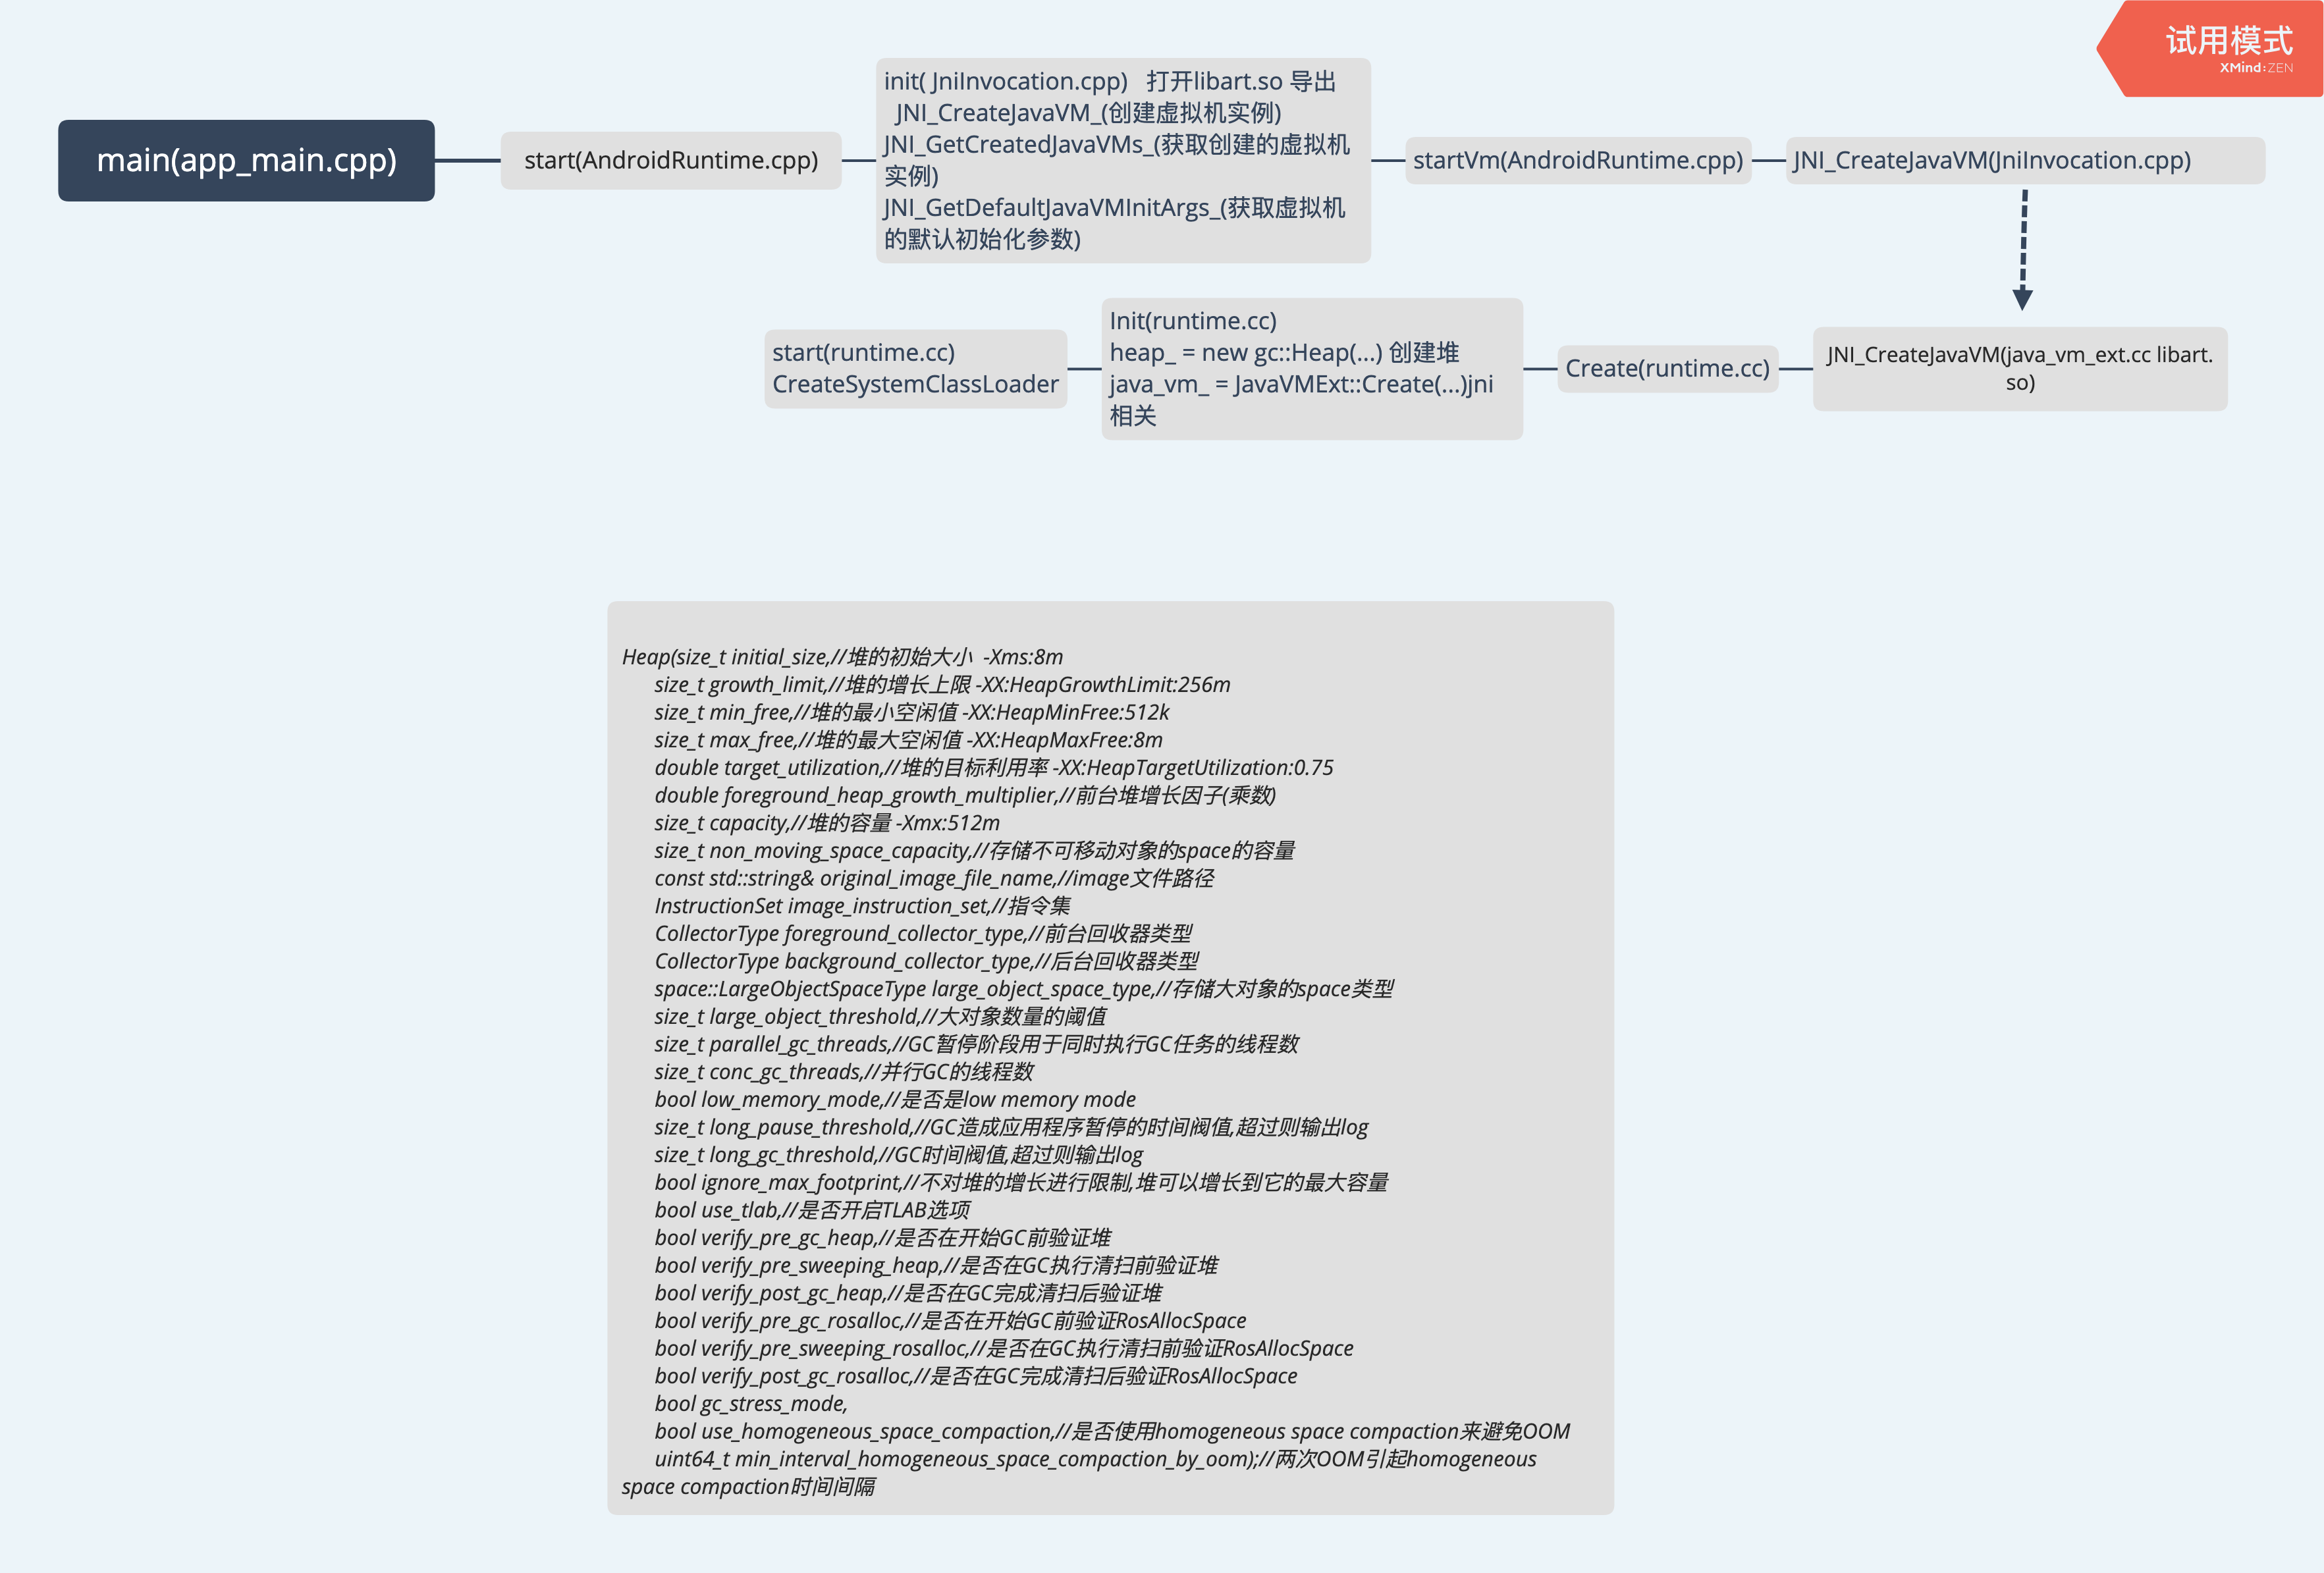 试用模式
XMind:ZEN
main(app_main.cpp)
start(AndroidRuntime.cpp)
init( JniInvocation.cpp)   打开libart.so 导出
JNI_CreateJavaVM_(创建虚拟机实例)
JNI_GetCreatedJavaVMs_(获取创建的虚拟机
实例)
JNI_GetDefaultJavaVMInitArgs_(获取虚拟机
的默认初始化参数)
startVm(AndroidRuntime.cpp)
JNI_CreateJavaVM(JniInvocation.cpp)
start(runtime.cc)
CreateSystemClassLoader
Init(runtime.cc)
heap_ = new gc::Heap(...) 创建堆
java_vm_ = JavaVMExt::Create(...)jni
相关
Create(runtime.cc)
JNI_CreateJavaVM(java_vm_ext.cc libart.
so)
Heap(size_t initial_size,//堆的初始大小  -Xms:8m
size_t growth_limit,//堆的增长上限 -XX:HeapGrowthLimit:256m
size_t min_free,//堆的最小空闲值 -XX:HeapMinFree:512k
size_t max_free,//堆的最大空闲值 -XX:HeapMaxFree:8m
double target_utilization,//堆的目标利用率 -XX:HeapTargetUtilization:0.75
double foreground_heap_growth_multiplier,//前台堆增长因子(乘数)
size_t capacity,//堆的容量 -Xmx:512m
size_t non_moving_space_capacity,//存储不可移动对象的space的容量
const std::string& original_image_file_name,//image文件路径
InstructionSet image_instruction_set,//指令集
CollectorType foreground_collector_type,//前台回收器类型
CollectorType background_collector_type,//后台回收器类型
space::LargeObjectSpaceType large_object_space_type,//存储大对象的space类型
size_t large_object_threshold,//大对象数量的阈值
size_t parallel_gc_threads,//GC暂停阶段用于同时执行GC任务的线程数
size_t conc_gc_threads,//并行GC的线程数
bool low_memory_mode,//是否是low memory mode
size_t long_pause_threshold,//GC造成应用程序暂停的时间阀值,超过则输出log
size_t long_gc_threshold,//GC时间阀值,超过则输出log
bool ignore_max_footprint,//不对堆的增长进行限制,堆可以增长到它的最大容量
bool use_tlab,//是否开启TLAB选项
bool verify_pre_gc_heap,//是否在开始GC前验证堆
bool verify_pre_sweeping_heap,//是否在GC执行清扫前验证堆
bool verify_post_gc_heap,//是否在GC完成清扫后验证堆
bool verify_pre_gc_rosalloc,//是否在开始GC前验证RosAllocSpace
bool verify_pre_sweeping_rosalloc,//是否在GC执行清扫前验证RosAllocSpace
bool verify_post_gc_rosalloc,//是否在GC完成清扫后验证RosAllocSpace
bool gc_stress_mode,
bool use_homogeneous_space_compaction,//是否使用homogeneous space compaction来避免OOM
uint64_t min_interval_homogeneous_space_compaction_by_oom);//两次OOM引起homogeneous
space compaction时间间隔